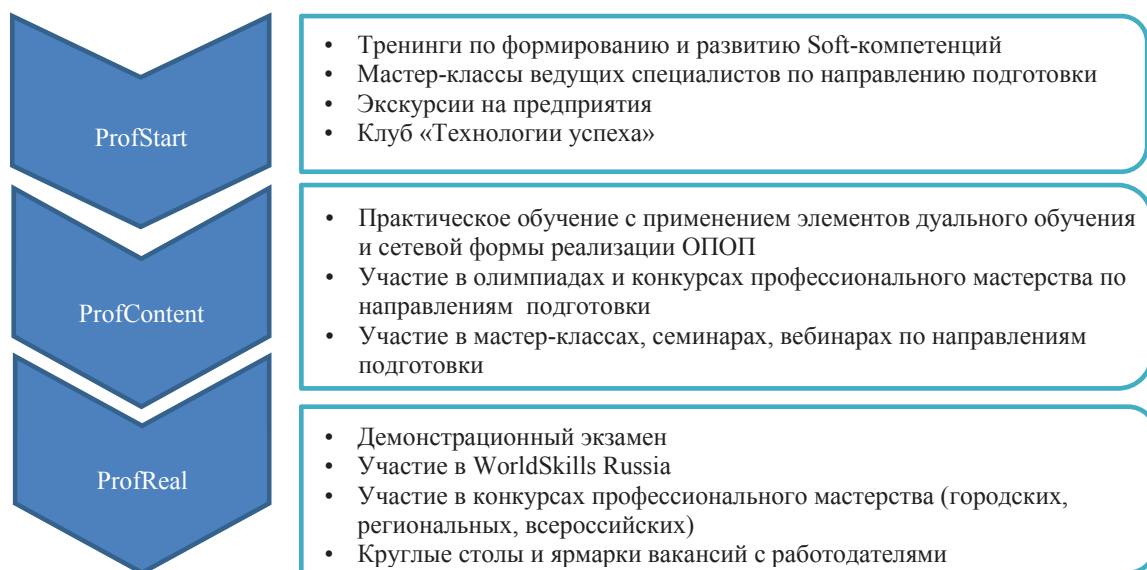 ProfStart
• Тренинги по формированию и развитию Soft-компетенций
• Мастер-классы ведущих специалистов по направлению подготовки
• Экскурсии на предприятия
• Клуб «Технологии успеха»
ProfContent
• Практическое обучение с применением элементов дуального обучения
и сетевой формы реализации ОПОП
• Участие в олимпиадах и конкурсах профессионального мастерства по
направлениям подготовки
• Участие в мастер-классах, семинарах, вебинарах по направлениям
подготовки
ProfReal
• Демонстрационный экзамен
• Участие в WorldSkills Russia
• Участие в конкурсах профессионального мастерства (городских,
региональных, всероссийских)
• Круглые столы и ярмарки вакансий с работодателями